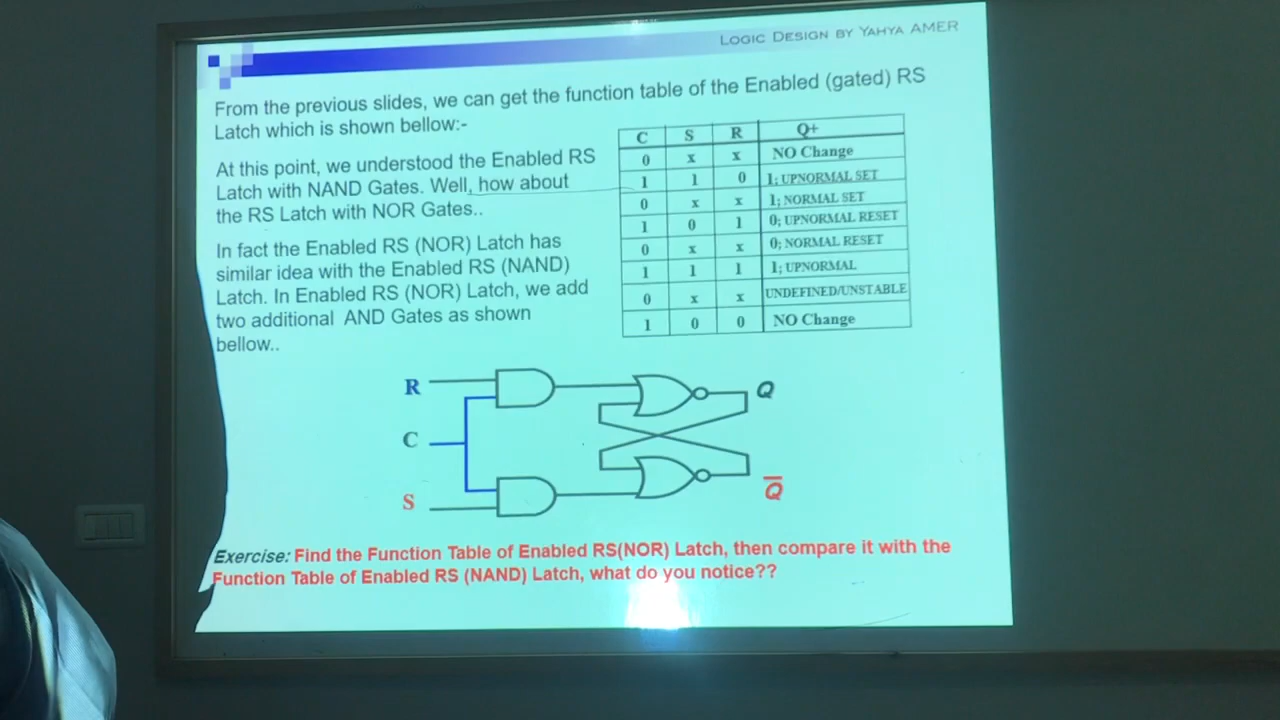 LOGIC DESIGN BY YAHYA AMER
From the previous slides, we can get the function table of the Enabled (gated) RS
Latch which is shown bellow:-
At this point, we understood the Enabled RS
Latch with NAND Gates. Well, how about
the RS Latch with NOR Gates..
In fact the Enabled RS (NOR) Latch has
similar idea with the Enabled RS (NAND)
Latch. In Enabled RS (NOR) Latch, we add
two additional AND Gates as shown
bellow..
C S R Q+
0 x x NO Change
1 1 0 1; UPNORMAL SET
0 x x 1; NORMAL SET
1 0 1 0; UPNORMAL RESET
0 x x 0; NORMAL RESET
1 1 1 1; UPNORMAL
0 x x UNDEFINED/UNSTABLE
1 0 0 NO Change
R
Q
C
S
Q̅
Exercise: Find the Function Table of Enabled RS(NOR) Latch, then compare it with the
Function Table of Enabled RS (NAND) Latch, what do you notice??